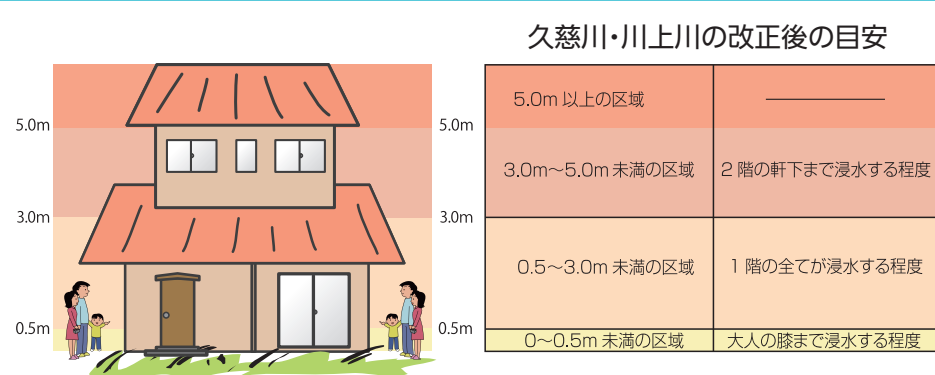 久慈川・川上川の改正後の目安
5.0m
5.0m
5.0m 以上の区域
3.0m～5.0m 未満の区域 2 階の軒下まで浸水する程度
3.0m
3.0m
0.5～3.0m 未満の区域 1 階の全てが浸水する程度
0.5m
0.5m
0～0.5m 未満の区域 大人の膝まで浸水する程度